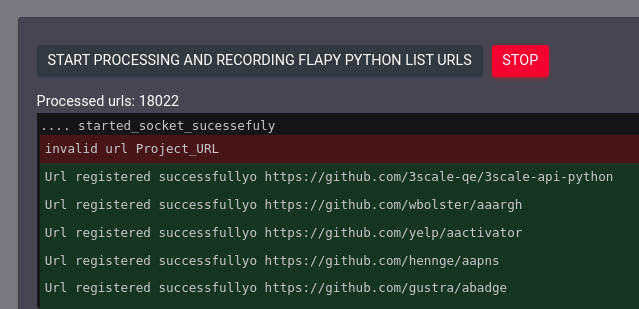 START PROCESSING AND RECORDING FLAPY PYTHON LIST URLS STOP
Processed urls: 18022
.... started_socket_sucessefuly
invalid url Project_URL
Url registered successfullyo https://github.com/3scale-qe/3scale-api-python
Url registered successfullyo https://github.com/wbolster/aaargh
Url registered successfullyo https://github.com/yelp/aactivator
Url registered successfullyo https://github.com/hennge/aapns
Url registered successfullyo https://github.com/gustra/abadge